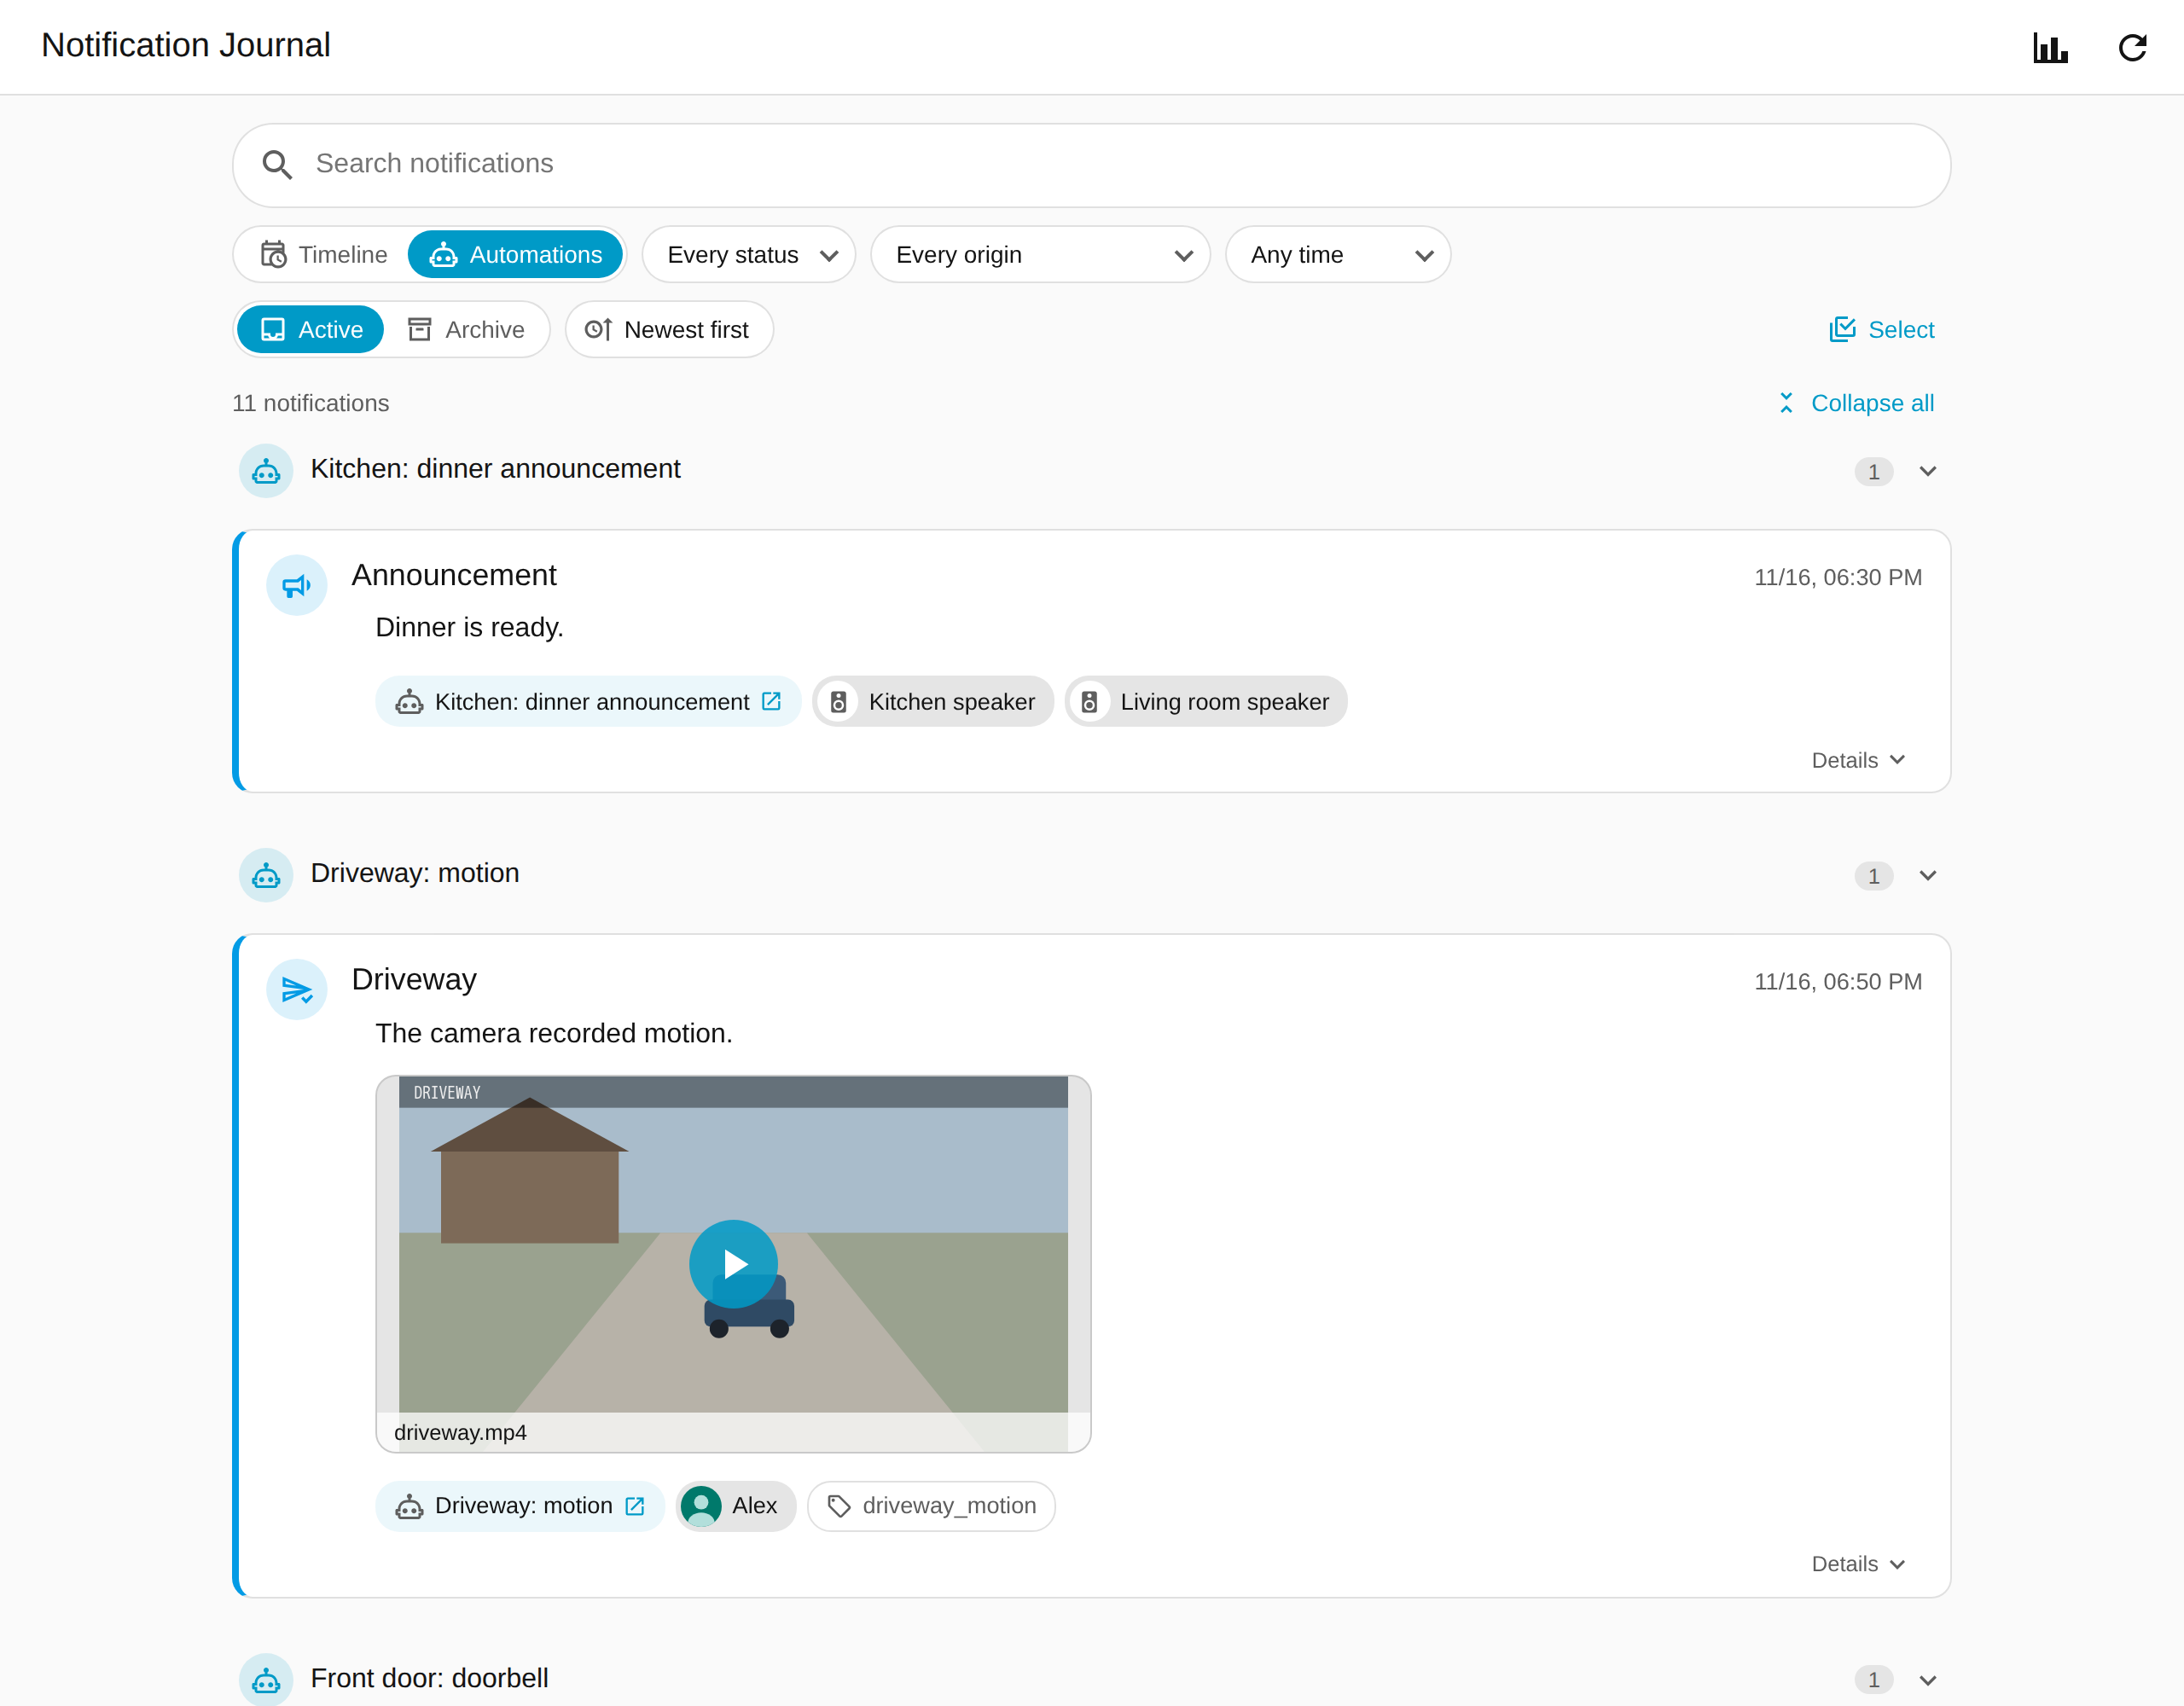 Notification Journal
Search notifications
Timeline Automations Every status Every origin Any time
Active Archive Newest first Select
11 notifications Collapse all
Kitchen: dinner announcement 1
Announcement 11/16, 06:30 PM
Dinner is ready.
Kitchen: dinner announcement Kitchen speaker Living room speaker
Details
Driveway: motion 1
Driveway 11/16, 06:50 PM
The camera recorded motion.
DRIVEWAY
driveway.mp4
Driveway: motion Alex driveway_motion
Details
Front door: doorbell 1